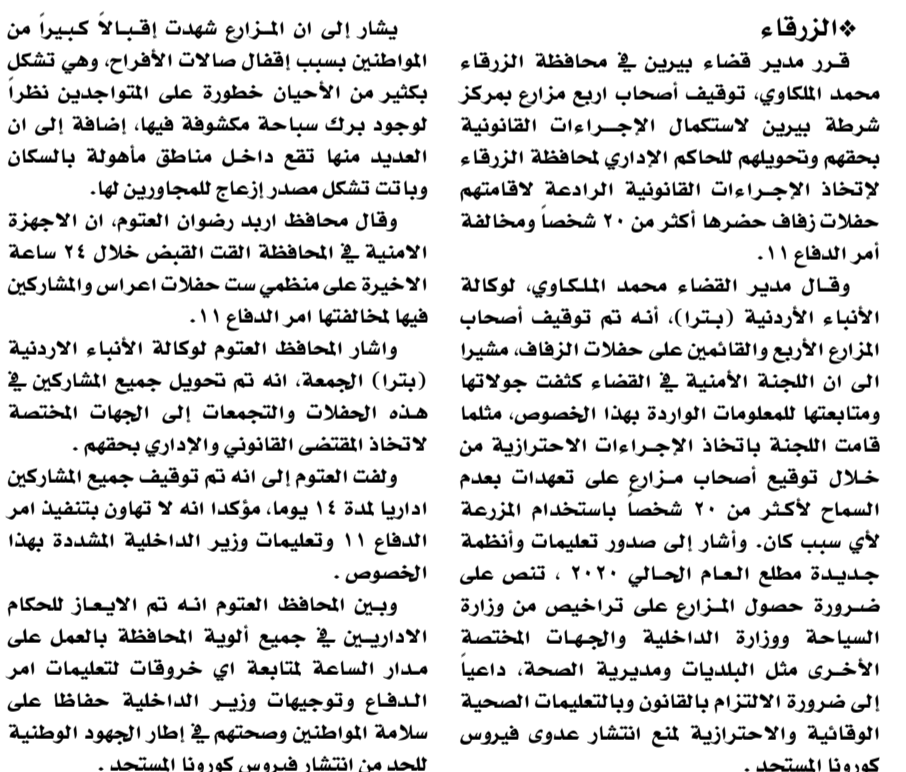 ❖الزرقاء
قرر مدير قضاء بيرين في محافظة الزرقاء
محمد الملكاوي، توقيف أصحاب اربع مزارع بمركز
شرطة بيرين لاستكمال الإجراءات القانونية
بحقهم وتحويلهم للحاكم الإداري لمحافظة الزرقاء
لإتخاذ الإجراءات القانونية الرادعة لاقامتهم
حفلات زفاف حضرها أكثر من ٢٠ شخصاً ومخالفة
أمر الدفاع ١١.
وقال مدير القضاء محمد الملكاوي، لوكالة
الأنباء الأردنية (بترا)، أنه تم توقيف أصحاب
المزارع الأربع والقائمين على حفلات الزفاف، مشيرا
الى ان اللجنة الأمنية في القضاء كثفت جولاتها
ومتابعتها للمعلومات الواردة بهذا الخصوص، مثلما
قامت اللجنة باتخاذ الإجراءات الاحترازية من
خلال توقيع أصحاب مزارع على تعهدات بعدم
السماح لأكثر من ٢٠ شخصاً باستخدام المزرعة
لأي سبب كان. وأشار إلى صدور تعليمات وأنظمة
جديدة مطلع العام الحالي ٢٠٢٠ ، تنص على
ضرورة حصول المزارع على تراخيص من وزارة
السياحة ووزارة الداخلية والجهات المختصة
الأخرى مثل البلديات ومديرية الصحة، داعياً
إلى ضرورة الالتزام بالقانون وبالتعليمات الصحية
الوقائية والاحترازية لمنع انتشار عدوى فيروس
كورونا المستجد .
يشار إلى ان المزارع شهدت إقبالاً كبيراً من
المواطنين بسبب إقفال صالات الأفراح، وهي تشكل
بكثير من الأحيان خطورة على المتواجدين نظراً
لوجود برك سباحة مكشوفة فيها، إضافة إلى ان
العديد منها تقع داخل مناطق مأهولة بالسكان
وباتت تشكل مصدر إزعاج للمجاورين لها.
وقال محافظ اربد رضوان العتوم، ان الاجهزة
الامنية في المحافظة القت القبض خلال ٢٤ ساعة
الاخيرة على منظمي ست حفلات اعراس والمشاركين
فيها لمخالفتها امر الدفاع ١١.
واشار المحافظ العتوم لوكالة الأنباء الاردنية
(بترا) الجمعة، انه تم تحويل جميع المشاركين في
هذه الحفلات والتجمعات إلى الجهات المختصة
لاتخاذ المقتضى القانوني والإداري بحقهم .
ولفت العتوم إلى انه تم توقيف جميع المشاركين
اداريا لمدة ١٤ يوما، مؤكدا انه لا تهاون بتنفيذ امر
الدفاع ١١ وتعليمات وزير الداخلية المشددة بهذا
الخصوص .
وبين المحافظ العتوم انه تم الايعاز للحكام
الاداريين في جميع ألوية المحافظة بالعمل على
مدار الساعة لمتابعة اي خروقات لتعليمات امر
الدفاع وتوجيهات وزير الداخلية حفاظا على
سلامة المواطنين وصحتهم في إطار الجهود الوطنية
للحد من انتشار فيروس كورونا المستجد .